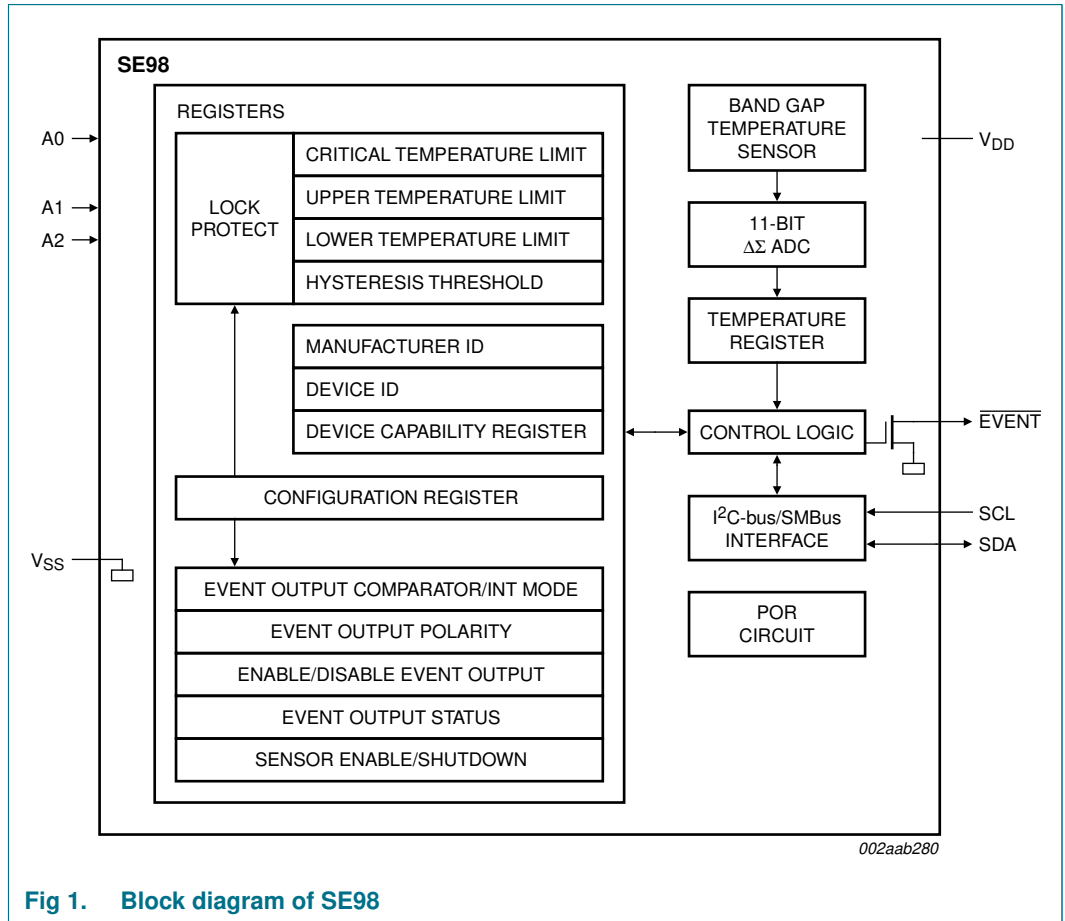 SE98
REGISTERS
A0
A1
A2
LOCK
PROTECT
CRITICAL TEMPERATURE LIMIT
UPPER TEMPERATURE LIMIT
LOWER TEMPERATURE LIMIT
HYSTERESIS THRESHOLD
MANUFACTURER ID
DEVICE ID
DEVICE CAPABILITY REGISTER
CONFIGURATION REGISTER
VSS
EVENT OUTPUT COMPARATOR/INT MODE
EVENT OUTPUT POLARITY
ENABLE/DISABLE EVENT OUTPUT
EVENT OUTPUT STATUS
SENSOR ENABLE/SHUTDOWN
BAND GAP
TEMPERATURE
SENSOR
VDD
11-BIT
ΔΣ ADC
TEMPERATURE
REGISTER
CONTROL LOGIC
EVENT
I2C-bus/SMBus
INTERFACE
SCL
SDA
POR
CIRCUIT
002aab280
Fig 1. Block diagram of SE98